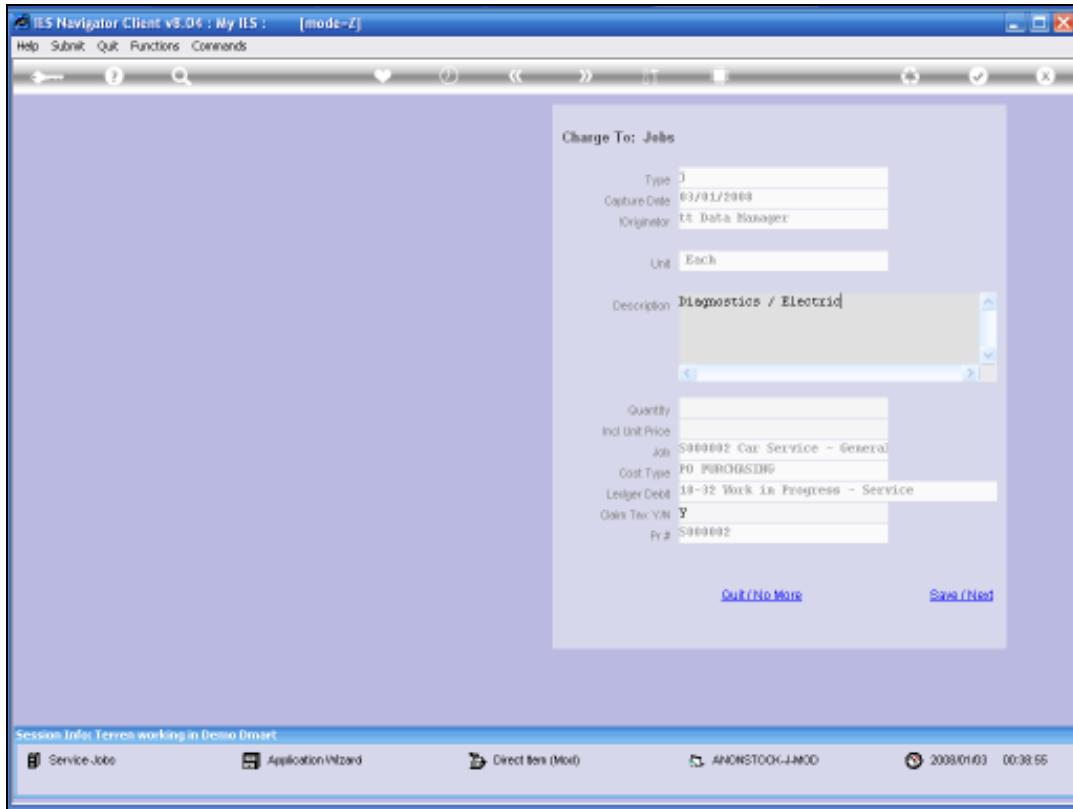 IES Navigator Client v8.04 : My IES : [mode=Z]
Help Submit Quit Functions Commands
Charge To: Jobs
Type J
Capture Date 03/01/2008
!Originator tt Data Manager
Unit Each
Description Diagnostics / Electric
Quantity
Incl Unit Price
Job S000002 Car Service - General
Cost Type PO PURCHASING
Ledger Debit 18-32 Work in Progress - Service
Claim Tax Y/N Y
Pr # S000002
Quit / No More Save / Next
Session Info: Terren working in Demo Dmart
Service Jobs Application Wizard Direct Item (Mod) ANONSTOCK-J-MOD 2008/01/03 00:38:55